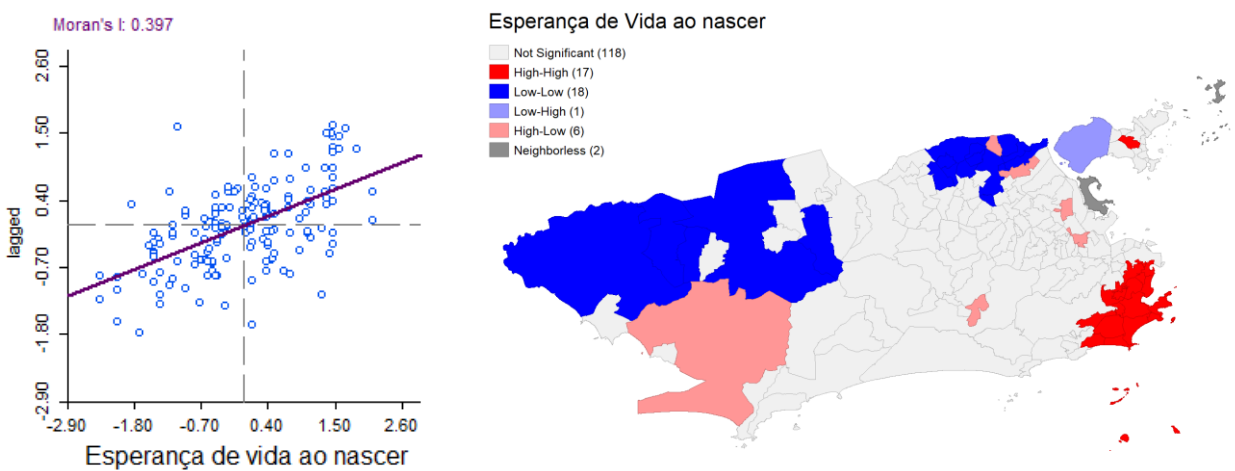 Moran's I: 0.397
2.60
1.50
0.40
-0.70
-1.80
-2.90
lagged
-2.90 -1.80 -0.70 0.40 1.50 2.60
Esperança de vida ao nascer
Esperança de Vida ao nascer
Not Significant (118)
High-High (17)
Low-Low (18)
Low-High (1)
High-Low (6)
Neighborless (2)